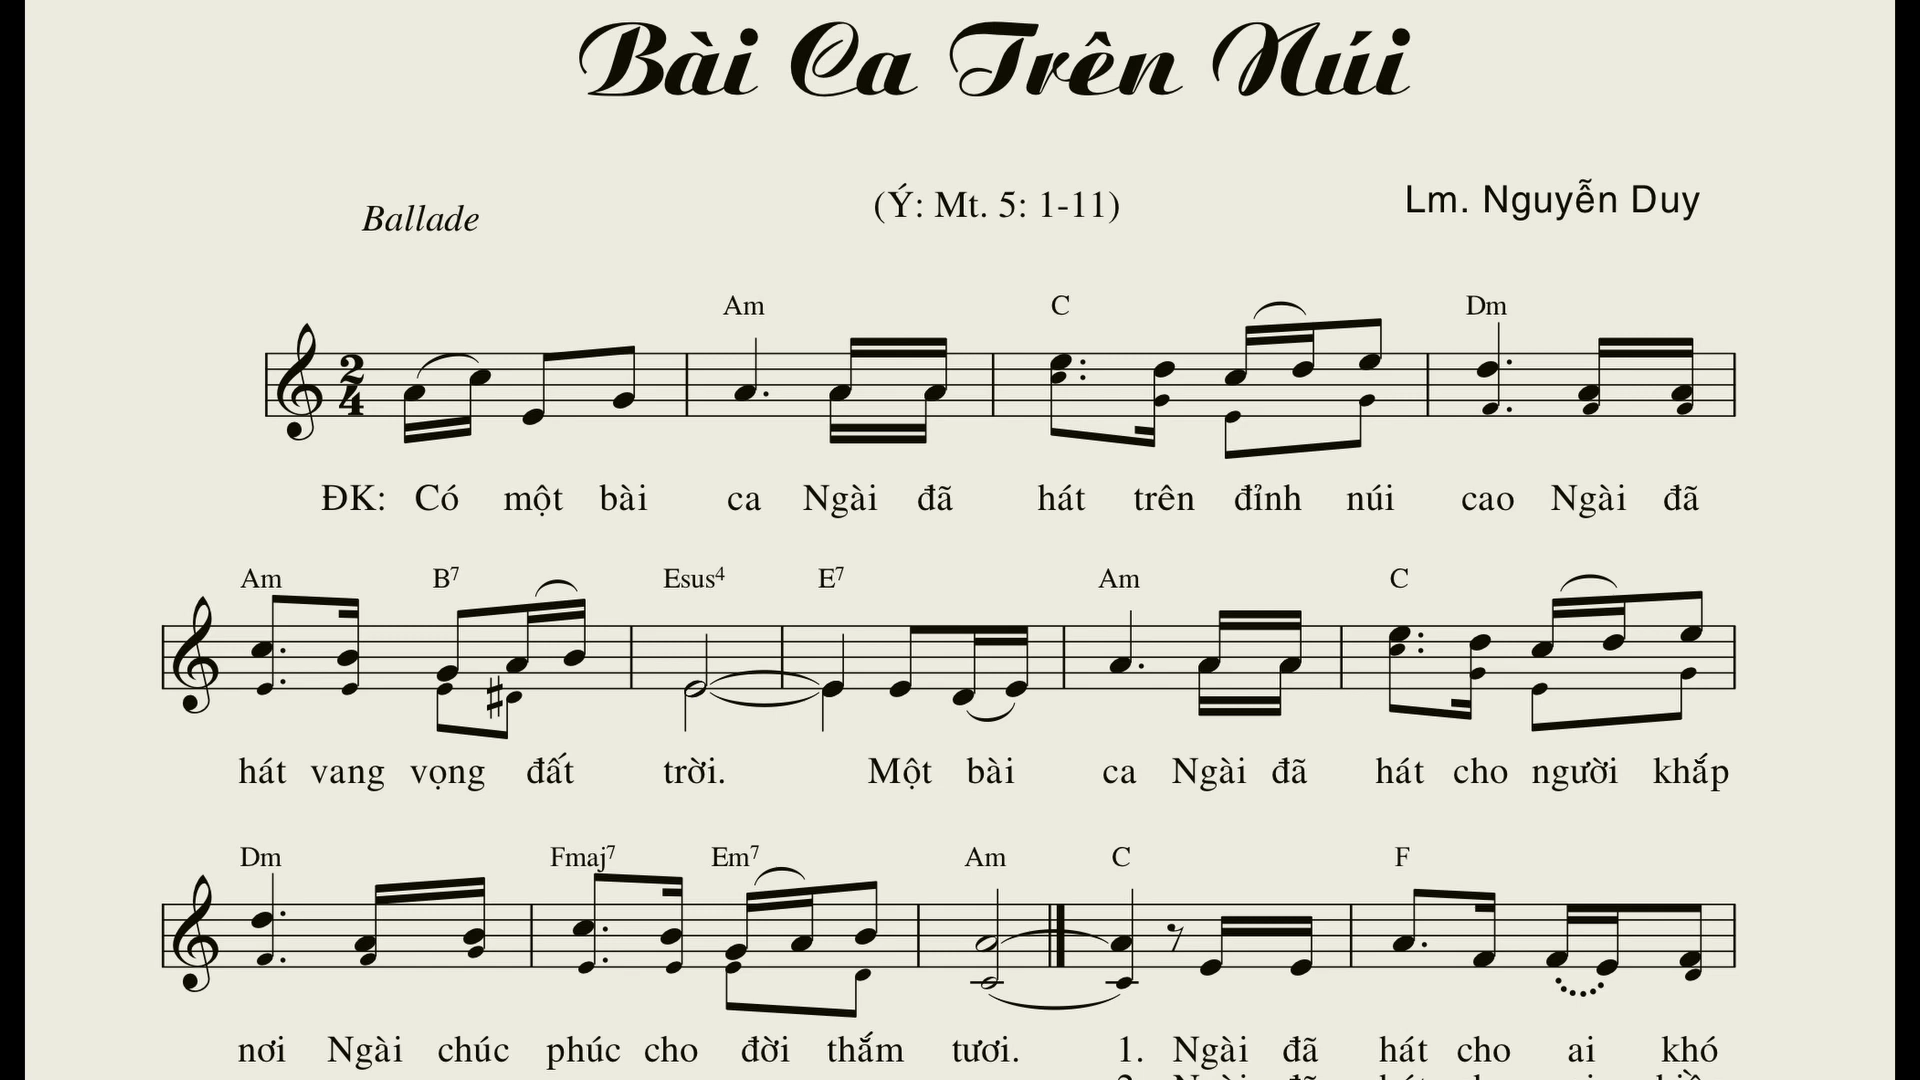 Bài Ca Trên Núi
(Ý: Mt. 5: 1-11)
Lm. Nguyễn Duy
Ballade
Am C Dm
2 4
ĐK: Có một bài ca Ngài đã hát trên đỉnh núi cao Ngài đã
Am B7 Esus4 E7 Am C
hát vang vọng đất trời. Một bài ca Ngài đã hát cho người khắp
Dm Fmaj7 Em7 Am C F
nơi Ngài chúc phúc cho đời thắm tươi. 1. Ngài đã hát cho ai khó